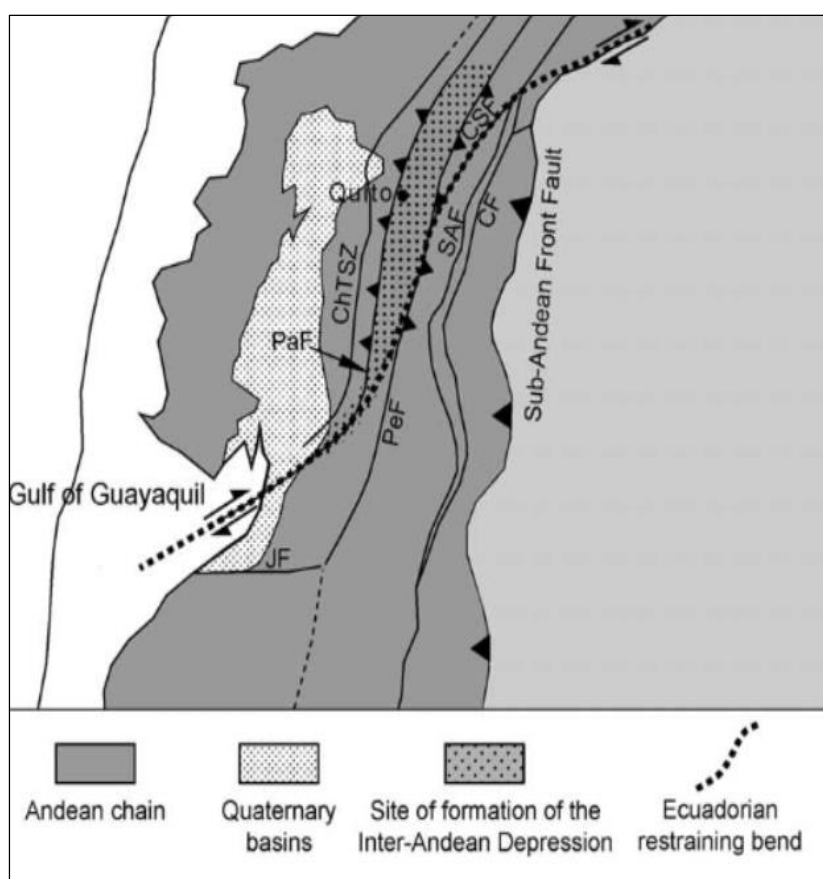 Quito
CSF
SAF
CF
ChTSZ
PaF
PeF
Sub-Andean Front Fault
Gulf of Guayaquil
JF
Andean chain
Quaternary
basins
Site of formation of the
Inter-Andean Depression
Ecuadorian
restraining bend